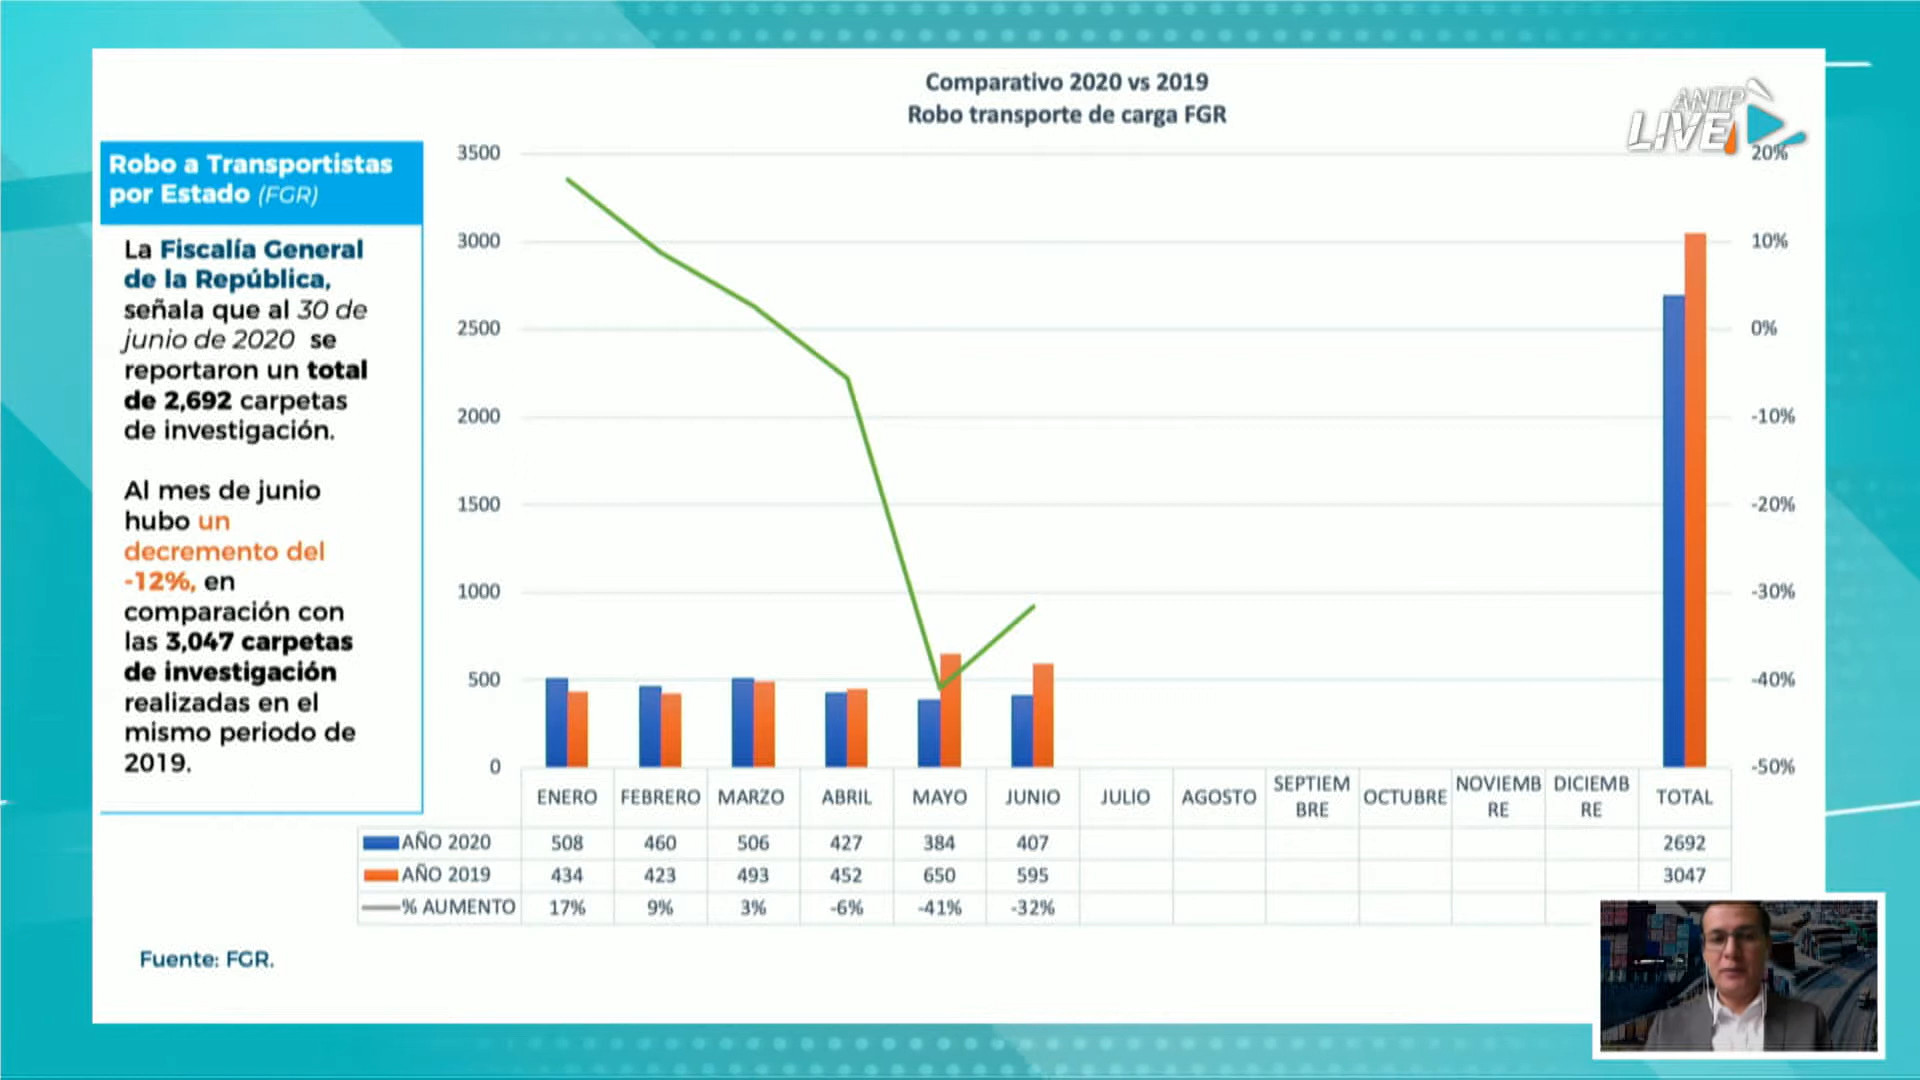 Comparativo 2020 vs 2019
Robo transporte de carga FGR
ANTP
LIVE
Robo a Transportistas
por Estado (FGR)
La Fiscalía General
de la República,
señala que al 30 de
junio de 2020 se
reportaron un total
de 2,692 carpetas
de investigación.
Al mes de junio
hubo un
decremento del
-12%, en
comparación con
las 3,047 carpetas
de investigación
realizadas en el
mismo periodo de
2019.
3500
3000
2500
2000
1500
1000
500
0
20%
10%
0%
-10%
-20%
-30%
-40%
-50%
ENERO FEBRERO MARZO ABRIL MAYO JUNIO JULIO AGOSTO SEPTIEM OCTUBRE NOVIEMB DICIEMB TOTAL
BRE RE RE
AÑO 2020 508 460 506 427 384 407 2692
AÑO 2019 434 423 493 452 650 595 3047
% AUMENTO 17% 9% 3% -6% -41% -32%
Fuente: FGR.